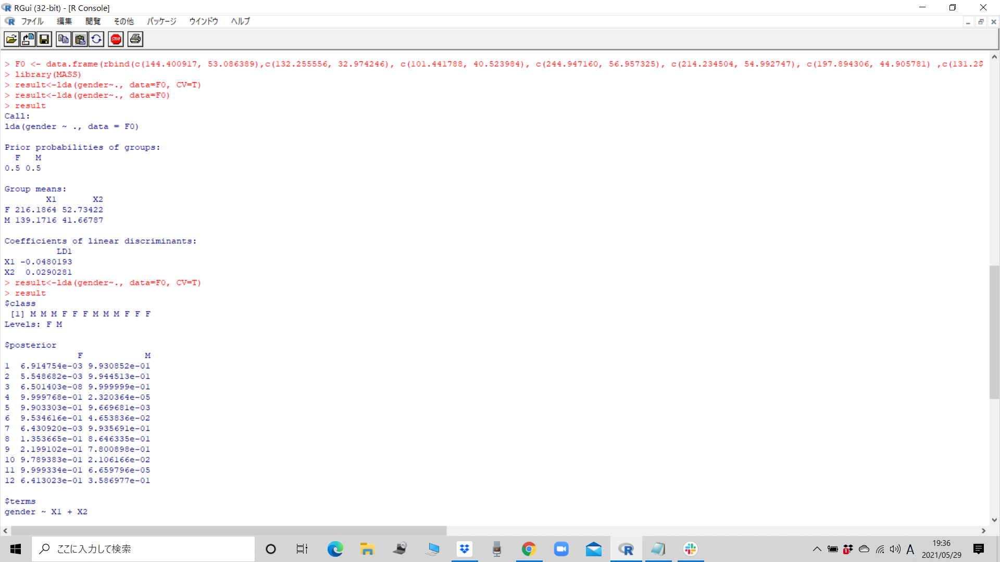 RGui (32-bit) - [R Console]
ファイル 編集 閲覧 その他 パッケージ ウインドウ ヘルプ
STOP
> F0 <- data.frame(rbind(c(144.400917, 53.086389),c(132.255556, 32.974246), c(101.441788, 40.523984), c(244.947160, 56.957325), c(214.234504, 54.992747), c(197.894306, 44.905781) ,c(131.2$
> library(MASS)
> result<-lda(gender~., data=F0, CV=T)
> result<-lda(gender~., data=F0)
> result
Call:
lda(gender ~ ., data = F0)
Prior probabilities of groups:
F M
0.5 0.5
Group means:
X1 X2
F 216.1864 52.73422
M 139.1716 41.66787
Coefficients of linear discriminants:
LD1
X1 -0.0480193
X2 0.0290281
> result<-lda(gender~., data=F0, CV=T)
> result
$class
[1] M M M F F F M M M F F F
Levels: F M
$posterior
F M
1 6.914754e-03 9.930852e-01
2 5.548682e-03 9.944513e-01
3 6.501403e-08 9.999999e-01
4 9.999768e-01 2.320364e-05
5 9.903303e-01 9.669681e-03
6 9.534616e-01 4.653836e-02
7 6.430920e-03 9.935691e-01
8 1.353665e-01 8.646335e-01
9 2.199102e-01 7.800898e-01
10 9.789383e-01 2.106166e-02
11 9.999334e-01 6.659796e-05
12 6.413023e-01 3.586977e-01
$terms
gender ~ X1 + X2
ここに入力して検索
A
19:36
2021/05/29